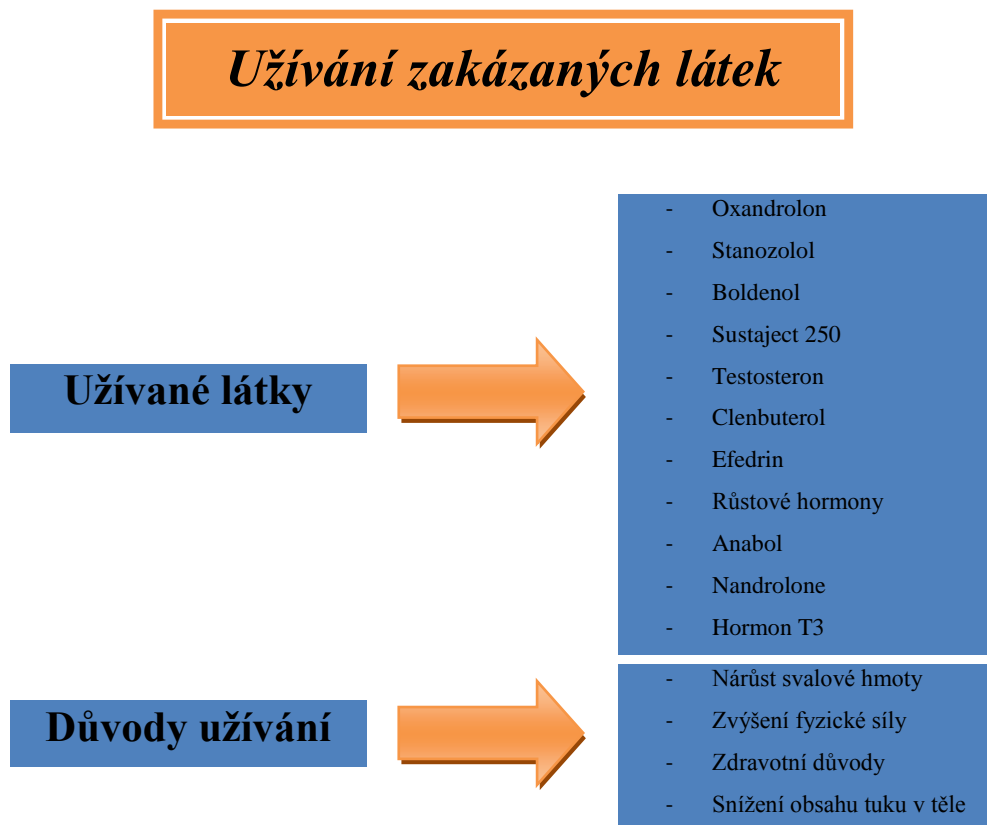 Užívání zakázaných látek
Užívané látky
- Oxandrolon
- Stanozolol
- Boldenol
- Sustaject 250
- Testosteron
- Clenbuterol
- Efedrin
- Růstové hormony
- Anabol
- Nandrolone
- Hormon T3
Důvody užívání
- Nárůst svalové hmoty
- Zvýšení fyzické síly
- Zdravotní důvody
- Snížení obsahu tuku v těle